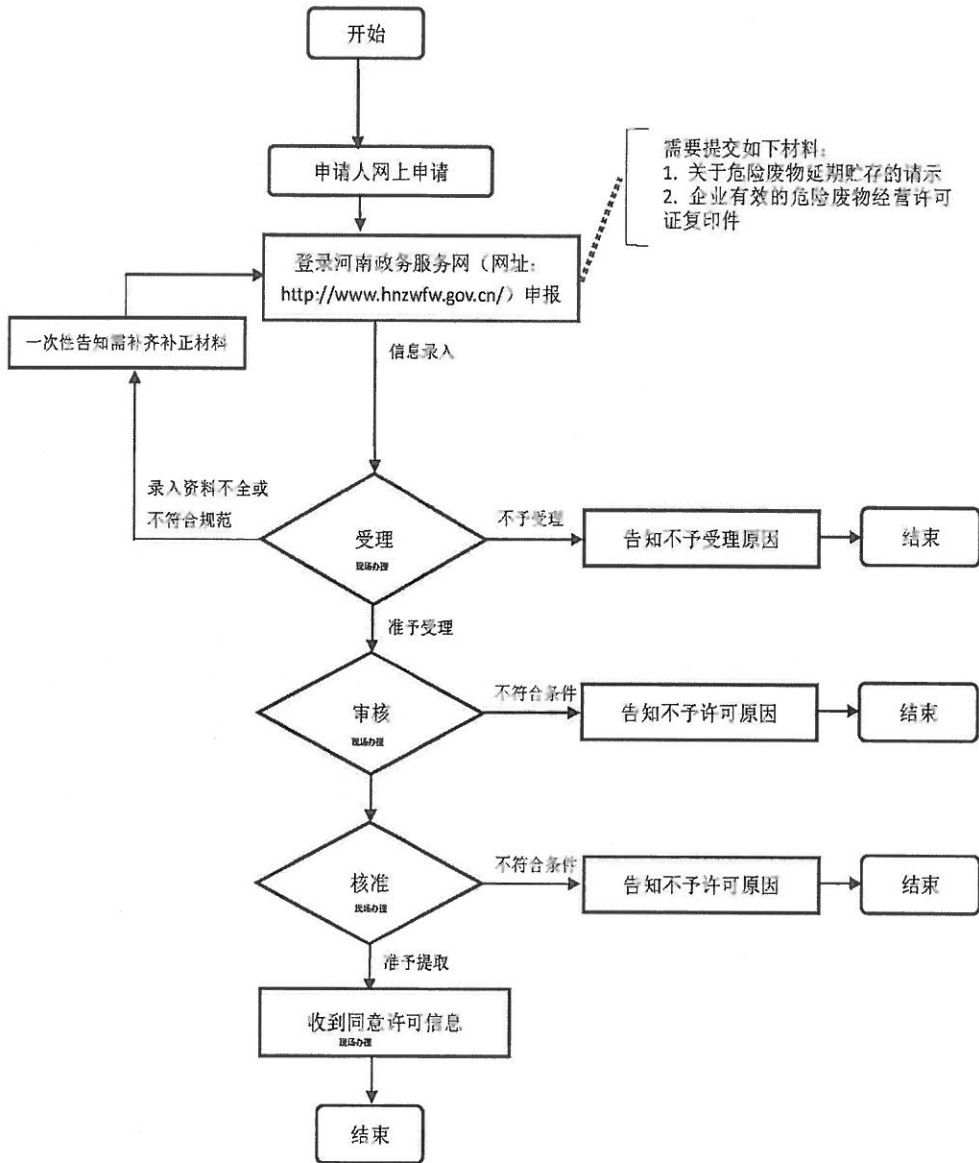 开始
申请人网上申请
需要提交如下材料：
1. 关于危险废物延期贮存的请示
2. 企业有效的危险废物经营许可
证复印件
登录河南政务服务网（网址：
http://www.hnzwfw.gov.cn/）申报
一次性告知需补齐补正材料
信息录入
录入资料不全或
不符合规范
受理
现场办理
不予受理
告知不予受理原因
结束
准予受理
审核
现场办理
不符合条件
告知不予许可原因
结束
核准
现场办理
不符合条件
告知不予许可原因
结束
准予提取
收到同意许可信息
现场办理
结束